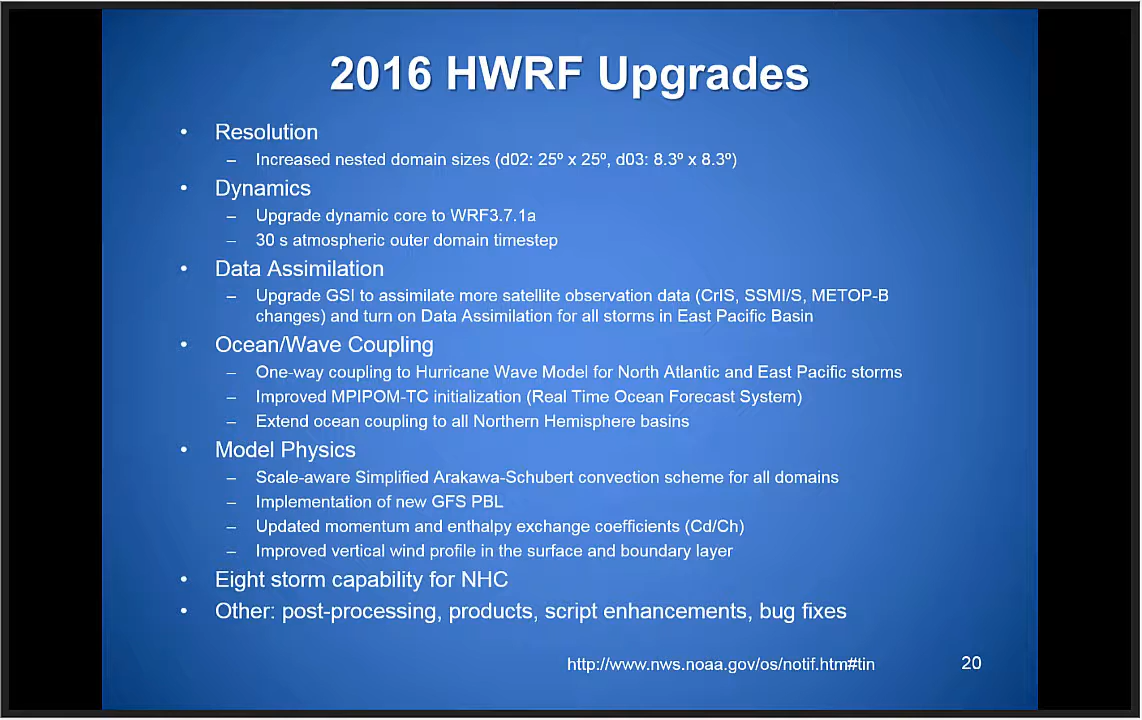 2016 HWRF Upgrades
• Resolution
– Increased nested domain sizes (d02: 25º x 25º, d03: 8.3º x 8.3º)
• Dynamics
– Upgrade dynamic core to WRF3.7.1a
– 30 s atmospheric outer domain timestep
• Data Assimilation
– Upgrade GSI to assimilate more satellite observation data (CrIS, SSMI/S, METOP-B
changes) and turn on Data Assimilation for all storms in East Pacific Basin
• Ocean/Wave Coupling
– One-way coupling to Hurricane Wave Model for North Atlantic and East Pacific storms
– Improved MPIPOM-TC initialization (Real Time Ocean Forecast System)
– Extend ocean coupling to all Northern Hemisphere basins
• Model Physics
– Scale-aware Simplified Arakawa-Schubert convection scheme for all domains
– Implementation of new GFS PBL
– Updated momentum and enthalpy exchange coefficients (Cd/Ch)
– Improved vertical wind profile in the surface and boundary layer
• Eight storm capability for NHC
• Other: post-processing, products, script enhancements, bug fixes
http://www.nws.noaa.gov/os/notif.htm#tin
20